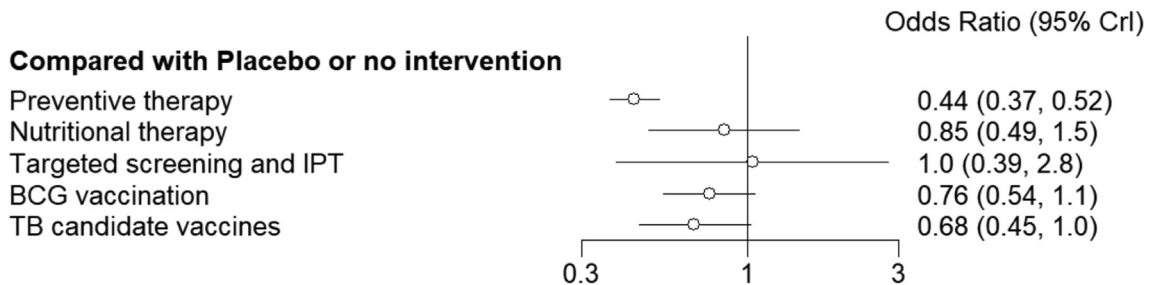 Odds Ratio (95% Crl)
Compared with Placebo or no intervention
Preventive therapy 0.44 (0.37, 0.52)
Nutritional therapy 0.85 (0.49, 1.5)
Targeted screening and IPT 1.0 (0.39, 2.8)
BCG vaccination 0.76 (0.54, 1.1)
TB candidate vaccines 0.68 (0.45, 1.0)
0.3 1 3